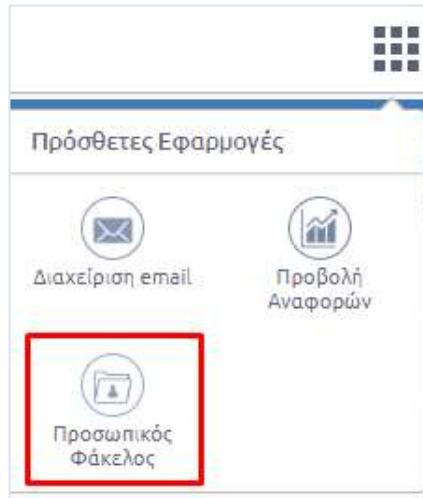 Πρόσθετες Εφαρμογές
Διαχείριση email
Προβολή
Αναφορών
Προσωπικός
Φάκελος